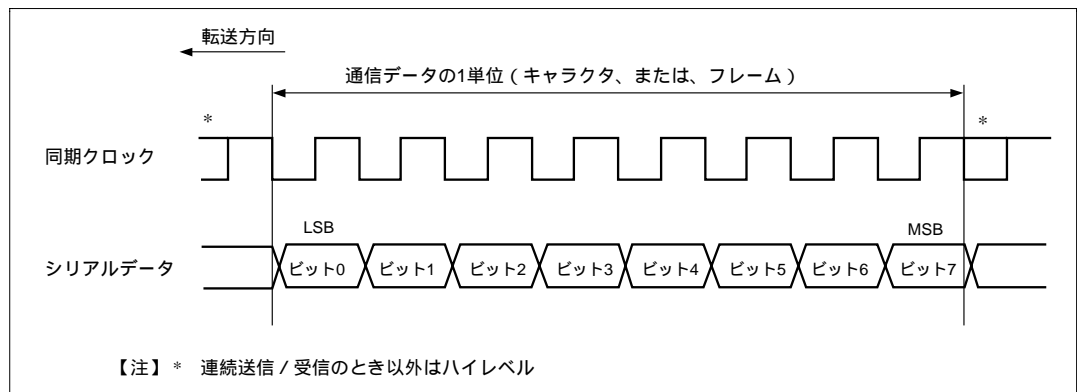 転送方向
通信データの1単位（キャラクタ、または、フレーム）
* *
同期クロック
LSB MSB
シリアルデータ ビット0 ビット1 ビット2 ビット3 ビット4 ビット5 ビット6 ビット7
【注】* 連続送信 / 受信のとき以外はハイレベル